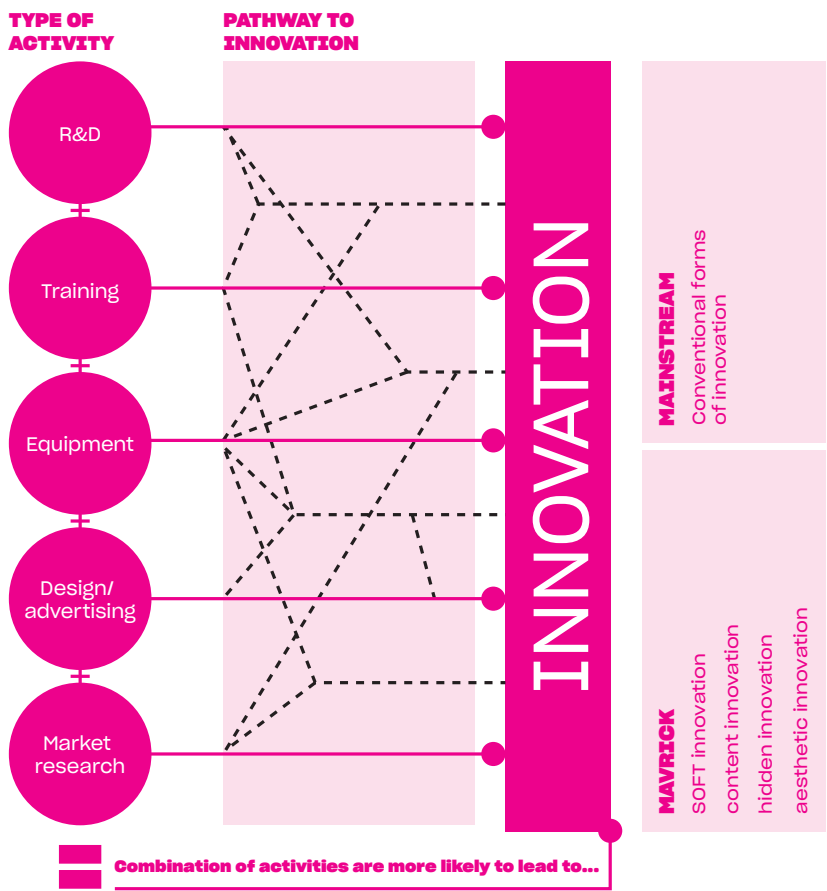 TYPE OF
ACTIVITY
PATHWAY TO
INNOVATION
R&D
+
Training
+
Equipment
+
Design/
advertising
+
Market
research
INNOVATION
MAINSTREAM
Conventional forms
of innovation
MAVRICK
SOFT innovation
content innovation
hidden innovation
aesthetic innovation
=
Combination of activities are more likely to lead to...